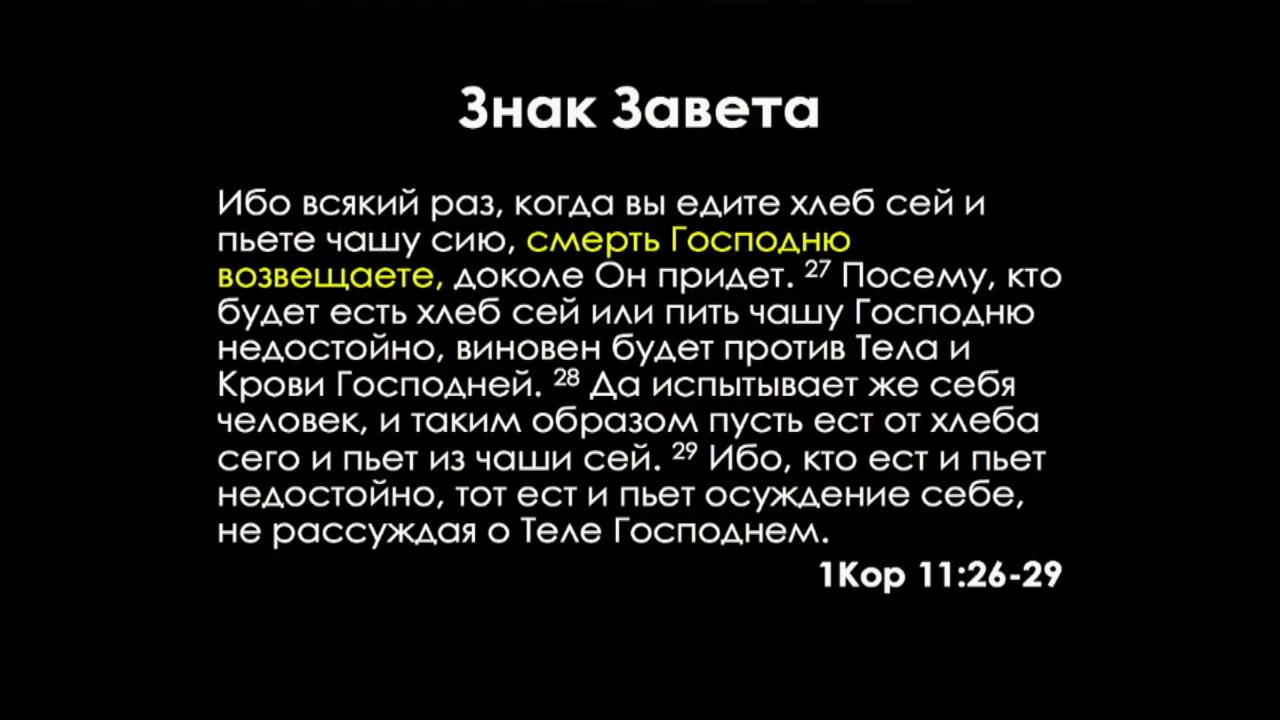 Знак Завета
Ибо всякий раз, когда вы едите хлеб сей и
пьете чашу сию, смерть Господню
возвещаете, доколе Он придет. 27 Посему, кто
будет есть хлеб сей или пить чашу Господню
недостойно, виновен будет против Тела и
Крови Господней. 28 Да испытывает же себя
человек, и таким образом пусть ест от хлеба
сего и пьет из чаши сей. 29 Ибо, кто ест и пьет
недостойно, тот ест и пьет осуждение себе,
не рассуждая о Теле Господнем.
1Кор 11:26-29